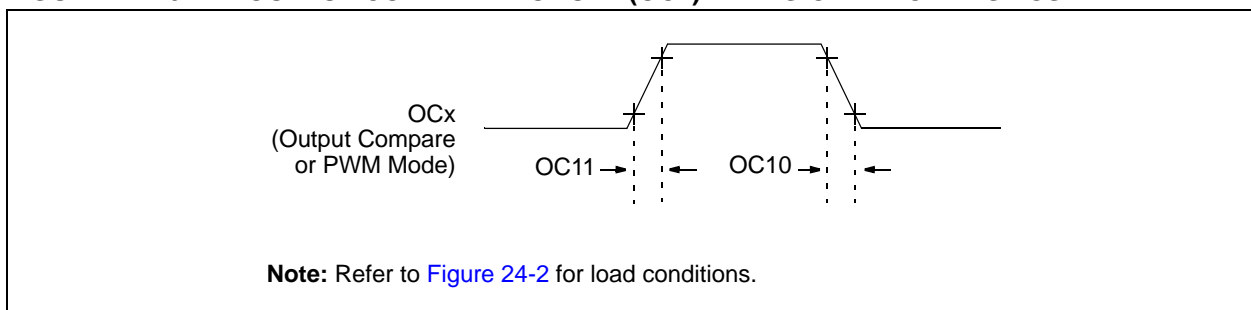 OCx
(Output Compare
or PWM Mode)
OC11
OC10
Note: Refer to Figure 24-2 for load conditions.